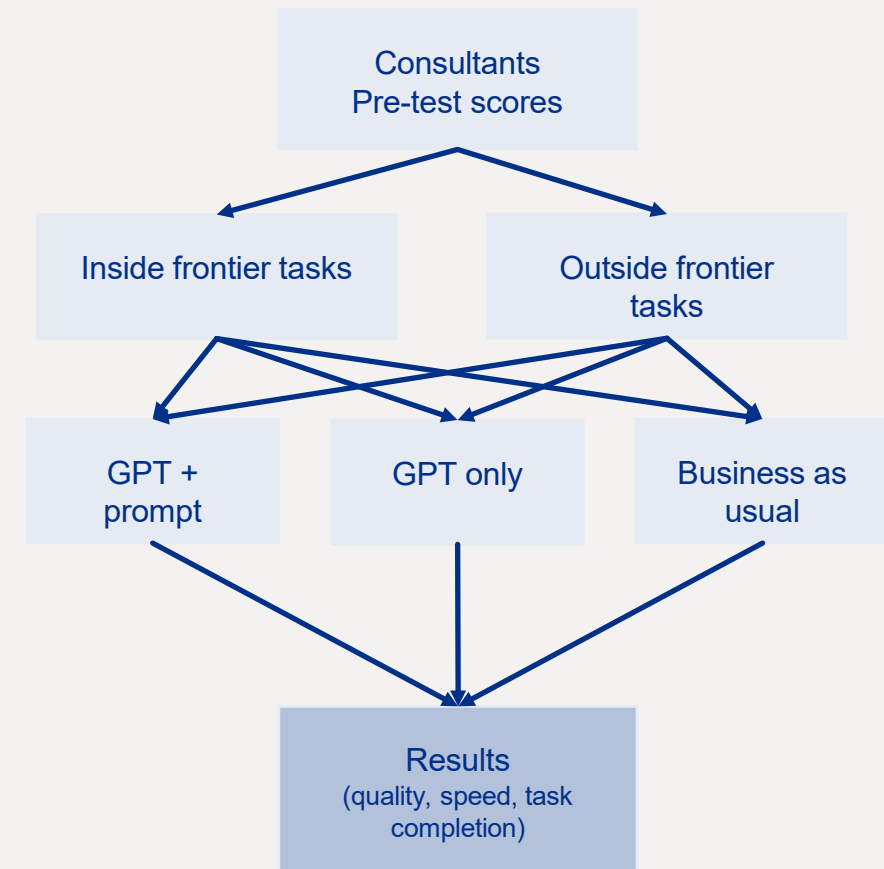 Consultants
Pre-test scores
Inside frontier tasks
Outside frontier
tasks
GPT +
prompt
GPT only
Business as
usual
Results
(quality, speed, task
completion)